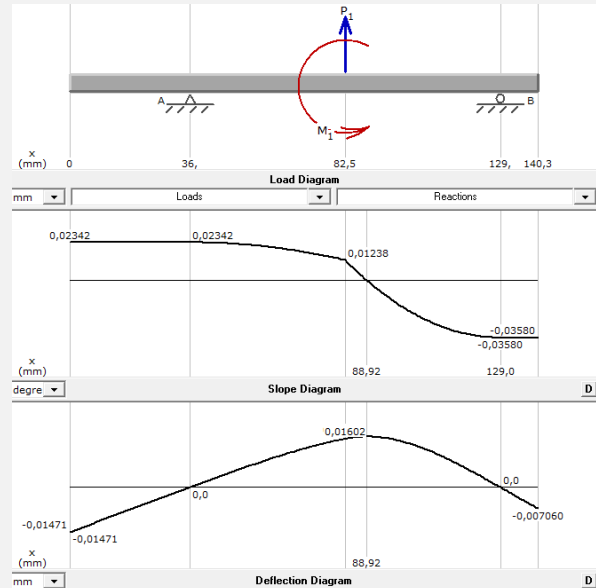 P1
A
B
M1
x
(mm)
0
36,
82,5
129,
140,3
Load Diagram
mm
Loads
Reactions
0,02342
0,02342
0,01238
-0,03580
-0,03580
x
(mm)
88,92
129,0
degre
Slope Diagram
D
0,01602
0,0
0,0
-0,01471
-0,01471
-0,007060
x
(mm)
88,92
mm
Deflection Diagram
D